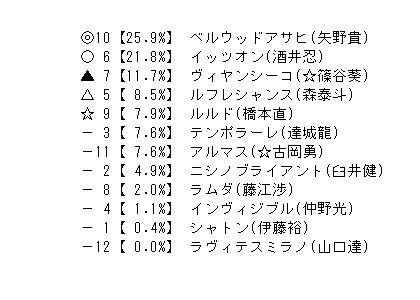 ◎10【25.9%】 ベルウッドアサヒ(矢野貴)
○ 6【21.8%】 イッツオン(酒井忍)
▲ 7【11.7%】 ヴィヤンシーコ(☆篠谷葵)
△ 5【 8.5%】 ルフレシャンス(森泰斗)
☆ 9【 7.9%】 ルルド(橋本直)
－ 3【 7.6%】 テンポラーレ(達城龍)
－11【 7.6%】 アルマス(☆古岡勇)
－ 2【 4.9%】 ニシノブライアント(臼井健)
－ 8【 2.0%】 ラムダ(藤江渉)
－ 4【 1.1%】 インヴィジブル(仲野光)
－ 1【 0.4%】 シャトン(伊藤裕)
－12【 0.0%】 ラヴィテスミラノ(山口達)